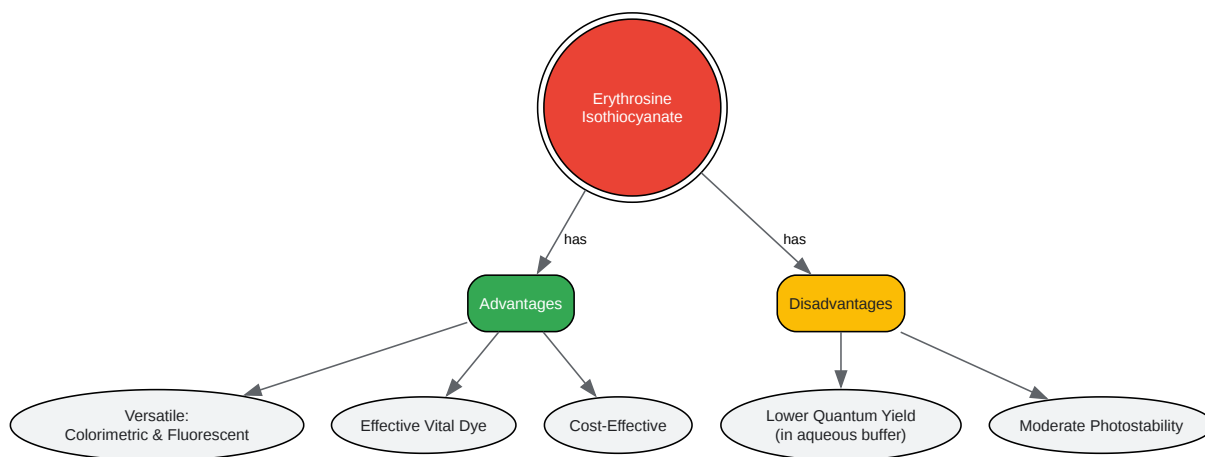 Erythrosine
Isothiocyanate
has
has
Advantages
Disadvantages
Versatile:
Colorimetric & Fluorescent
Effective Vital Dye
Cost-Effective
Lower Quantum Yield
(in aqueous buffer)
Moderate Photostability